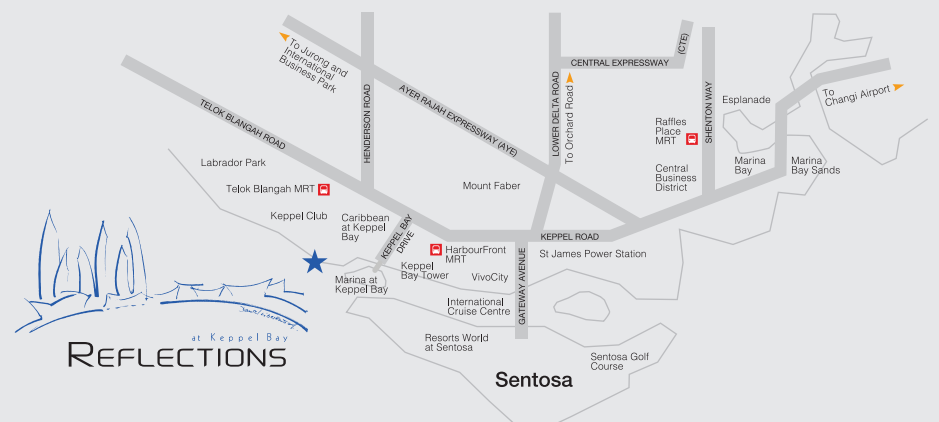 To Jurong and
International
Business Park
TELOK BLANGAH ROAD
HENDERSON ROAD
AYER RAJAH EXPRESSWAY (AYE)
LOWER DELTA ROAD
To Orchard Road
CENTRAL EXPRESSWAY
(CTE)
SHENTON WAY
Esplanade
To
Changi Airport
Raffles
Place
MRT
Labrador Park
Telok Blangah MRT
Mount Faber
Central
Business
District
Marina
Bay
Marina
Bay Sands
Keppel Club
Caribbean
at Keppel
Bay
KEPPEL BAY
DRIVE
KEPPEL ROAD
HarbourFront
MRT
St James Power Station
GATEWAY AVENUE
Keppel
Bay Tower
VivoCity
Marina at
Keppel Bay
International
Cruise Centre
Resorts World
at Sentosa
Sentosa Golf
Course
Sentosa
at Keppel Bay
REFLECTIONS